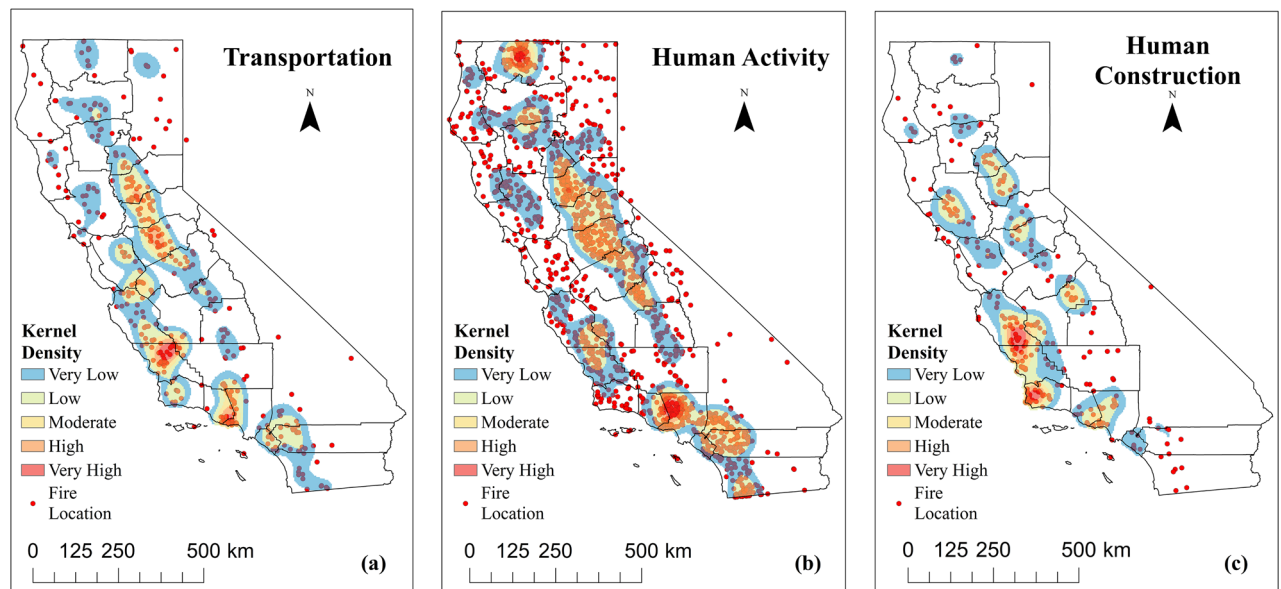 Transportation
N
Kernel
Density
Very Low
Low
Moderate
High
Very High
Fire
Location
0 125 250 500 km
(a)
Human Activity
N
Kernel
Density
Very Low
Low
Moderate
High
Very High
Fire
Location
0 125 250 500 km
(b)
Human
Construction
N
Kernel
Density
Very Low
Low
Moderate
High
Very High
Fire
Location
0 125 250 500 km
(c)